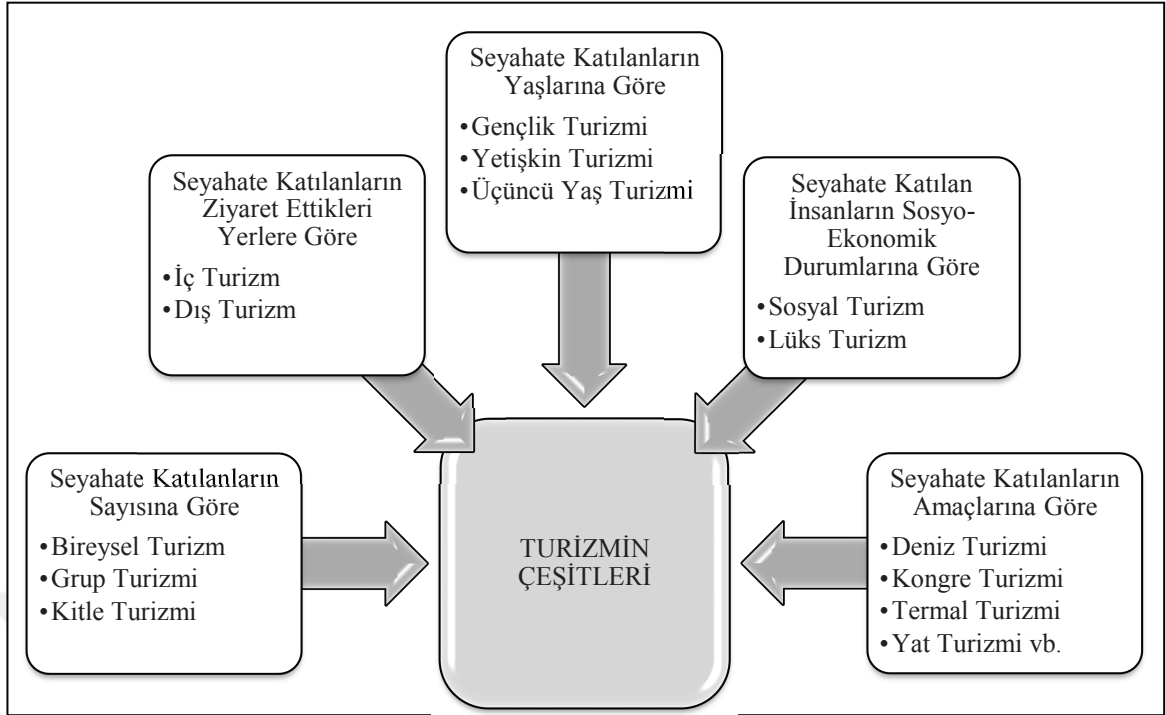 Seyahate Katılanların
Yaşlarına Göre
•Gençlik Turizmi
•Yetişkin Turizmi
•Üçüncü Yaş Turizmi
Seyahate Katılanların
Ziyaret Ettikleri
Yerlere Göre
•İç Turizm
•Dış Turizm
Seyahate Katılan
İnsanların Sosyo-
Ekonomik
Durumlarına Göre
•Sosyal Turizm
•Lüks Turizm
Seyahate Katılanların
Sayısına Göre
•Bireysel Turizm
•Grup Turizmi
•Kitle Turizmi
TURİZMİN
ÇEŞİTLERİ
Seyahate Katılanların
Amaçlarına Göre
•Deniz Turizmi
•Kongre Turizmi
•Termal Turizmi
•Yat Turizmi vb.